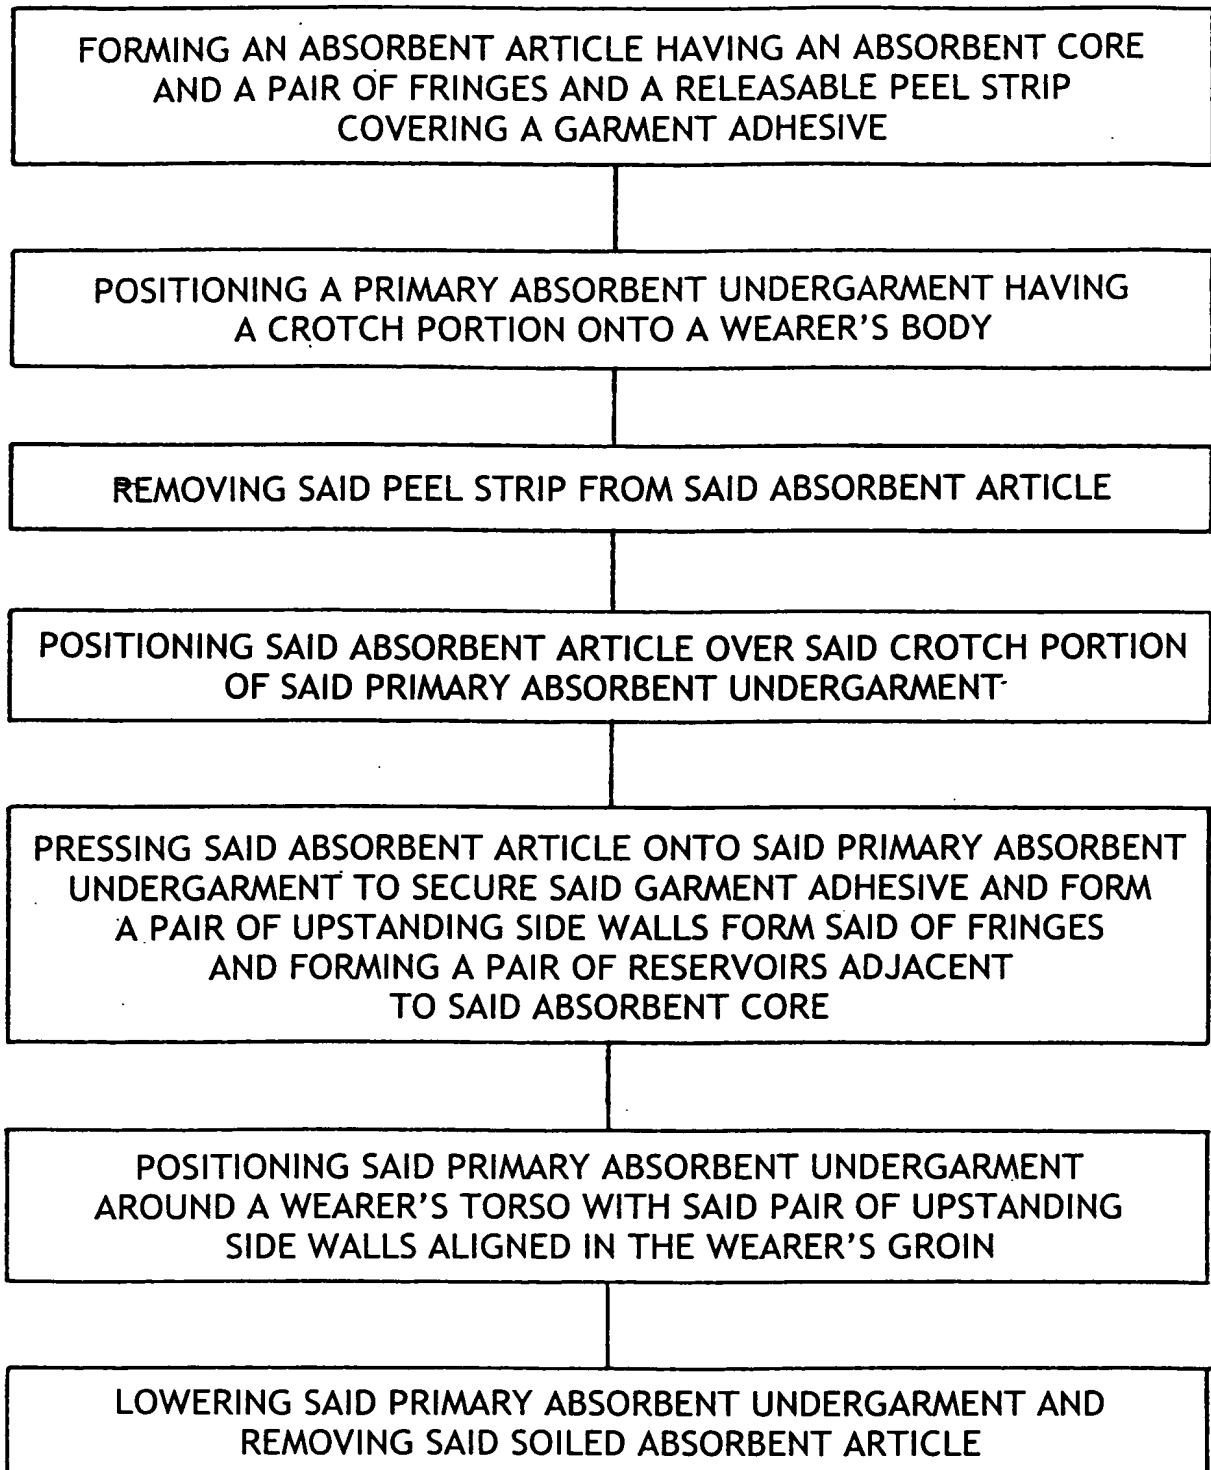 FORMING AN ABSORBENT ARTICLE HAVING AN ABSORBENT CORE
AND A PAIR OF FRINGES AND A RELEASABLE PEEL STRIP
COVERING A GARMENT ADHESIVE
POSITIONING A PRIMARY ABSORBENT UNDERGARMENT HAVING
A CROTCH PORTION ONTO A WEARER'S BODY
REMOVING SAID PEEL STRIP FROM SAID ABSORBENT ARTICLE
POSITIONING SAID ABSORBENT ARTICLE OVER SAID CROTCH PORTION
OF SAID PRIMARY ABSORBENT UNDERGARMENT
PRESSING SAID ABSORBENT ARTICLE ONTO SAID PRIMARY ABSORBENT
UNDERGARMENT TO SECURE SAID GARMENT ADHESIVE AND FORM
A PAIR OF UPSTANDING SIDE WALLS FORM SAID OF FRINGES
AND FORMING A PAIR OF RESERVOIRS ADJACENT
TO SAID ABSORBENT CORE
POSITIONING SAID PRIMARY ABSORBENT UNDERGARMENT
AROUND A WEARER'S TORSO WITH SAID PAIR OF UPSTANDING
SIDE WALLS ALIGNED IN THE WEARER'S GROIN
LOWERING SAID PRIMARY ABSORBENT UNDERGARMENT AND
REMOVING SAID SOILED ABSORBENT ARTICLE